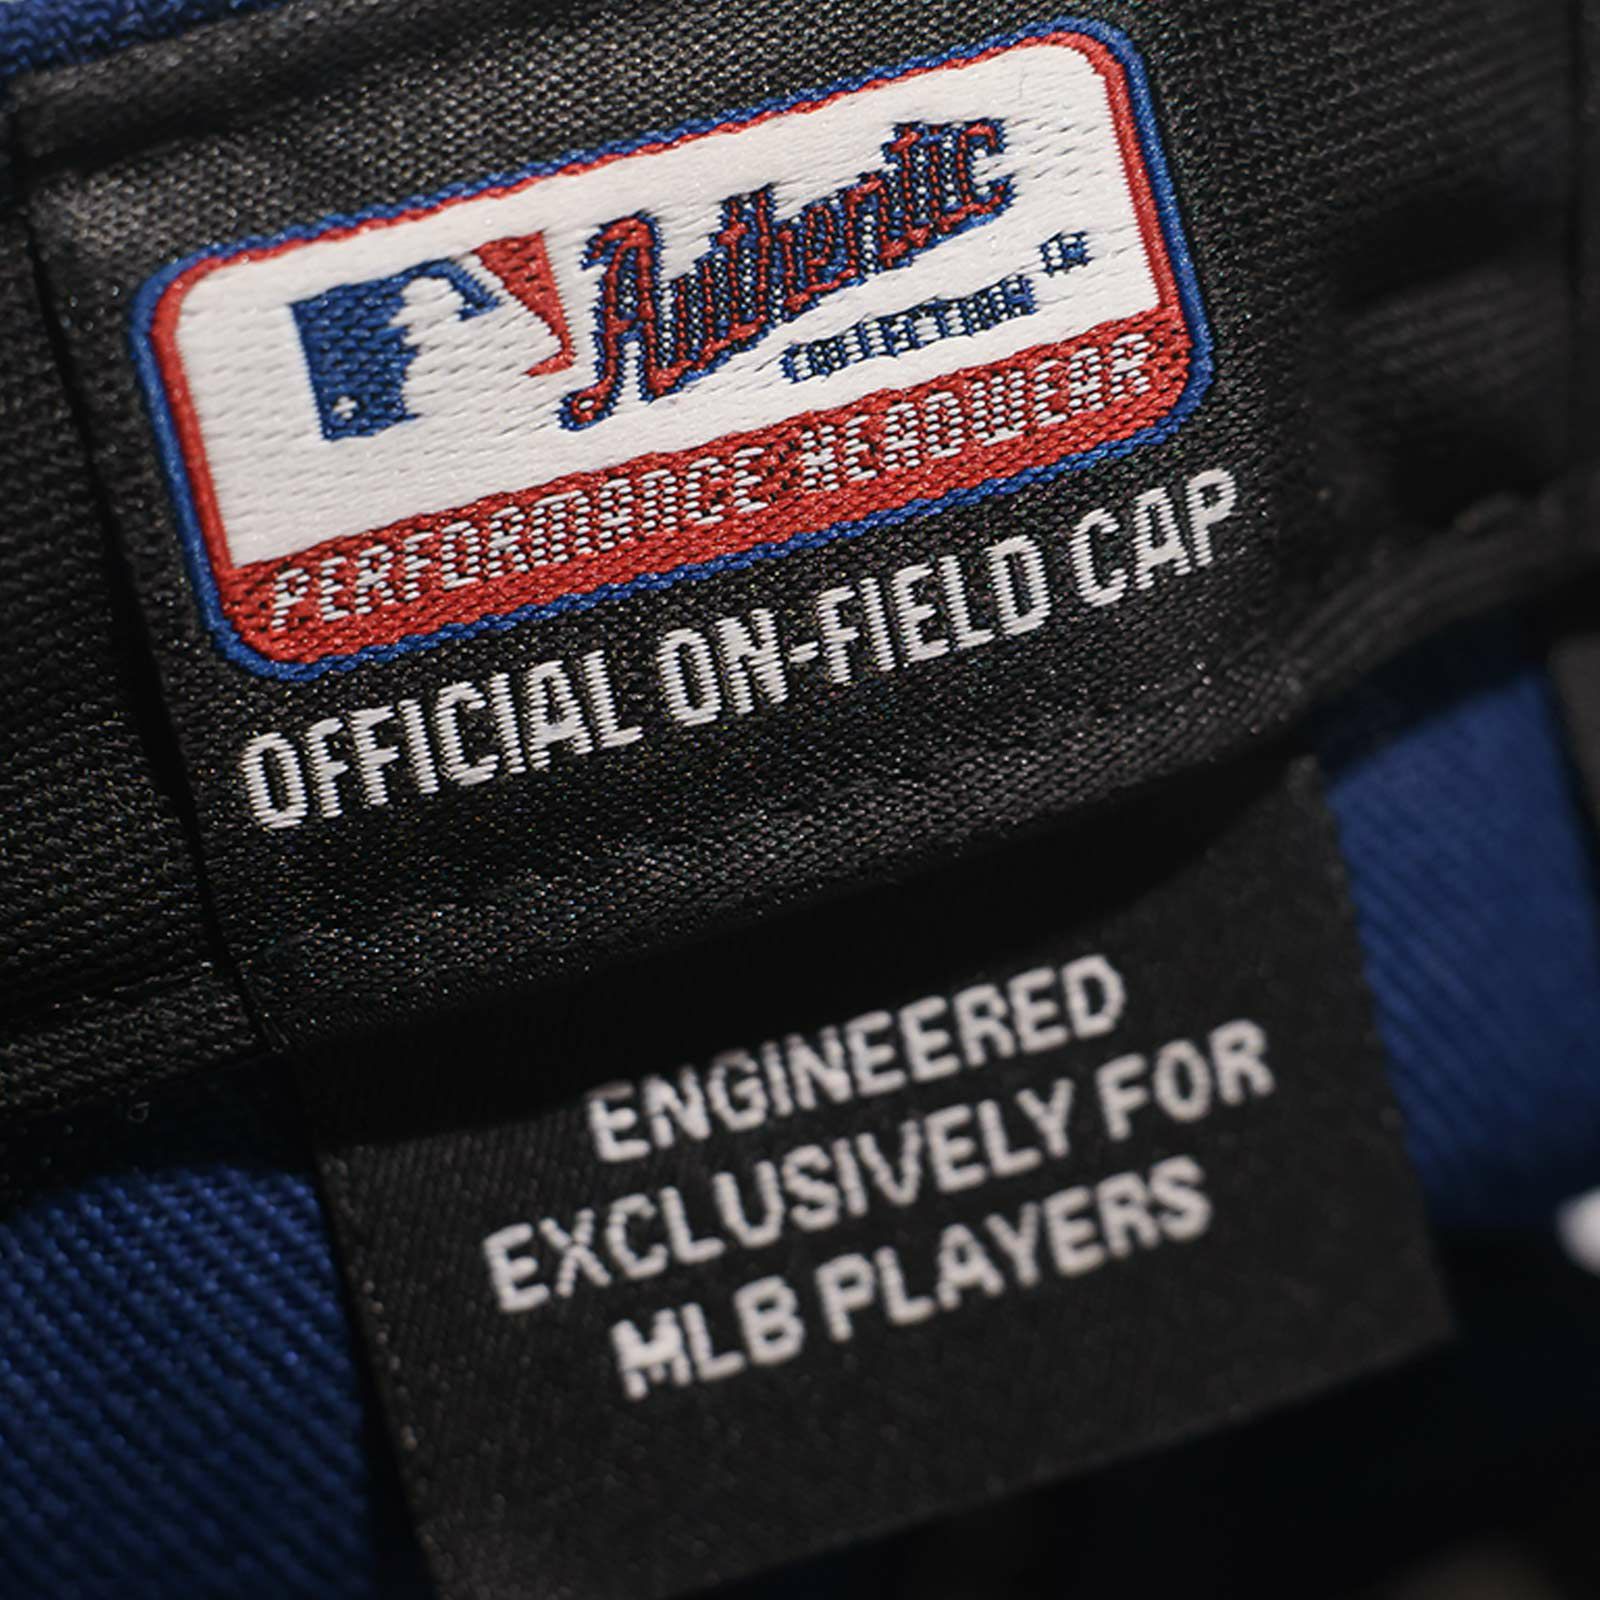 Authentic
COLLECTION
PERFORMANCE HEADWEAR
OFFICIAL ON-FIELD CAP
ENGINEERED
EXCLUSIVELY FOR
MLB PLAYERS